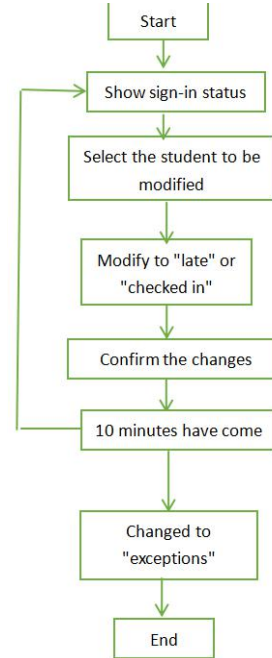 Start
Show sign-in status
Select the student to be
modified
Modify to "late" or
"checked in"
Confirm the changes
10 minutes have come
Changed to
"exceptions"
End